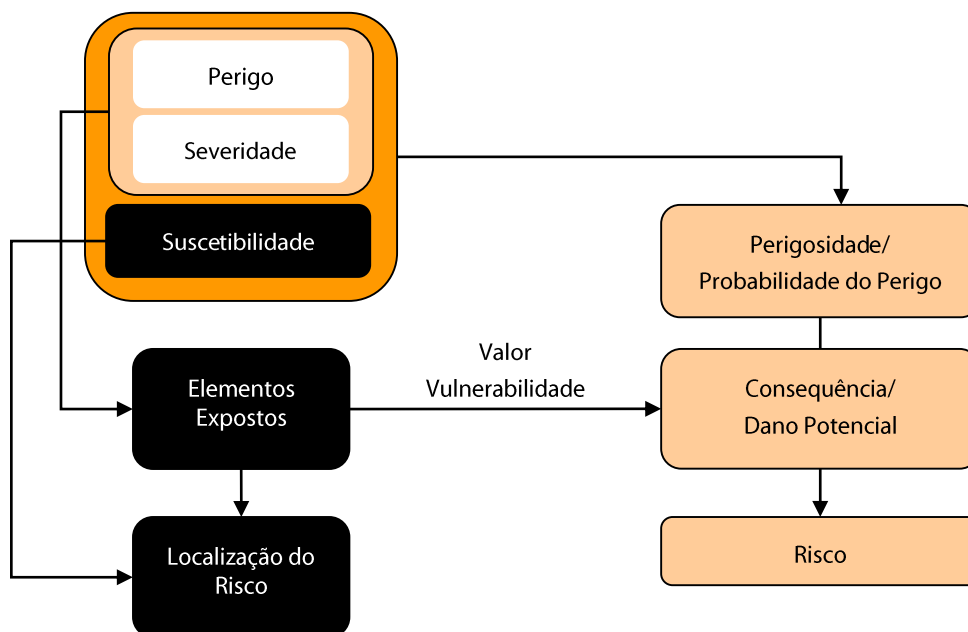 Perigo
Severidade
Suscetibilidade
Perigosidade/
Probabilidade do Perigo
Elementos
Expostos
Valor
Vulnerabilidade
Consequência/
Dano Potencial
Localização do
Risco
Risco